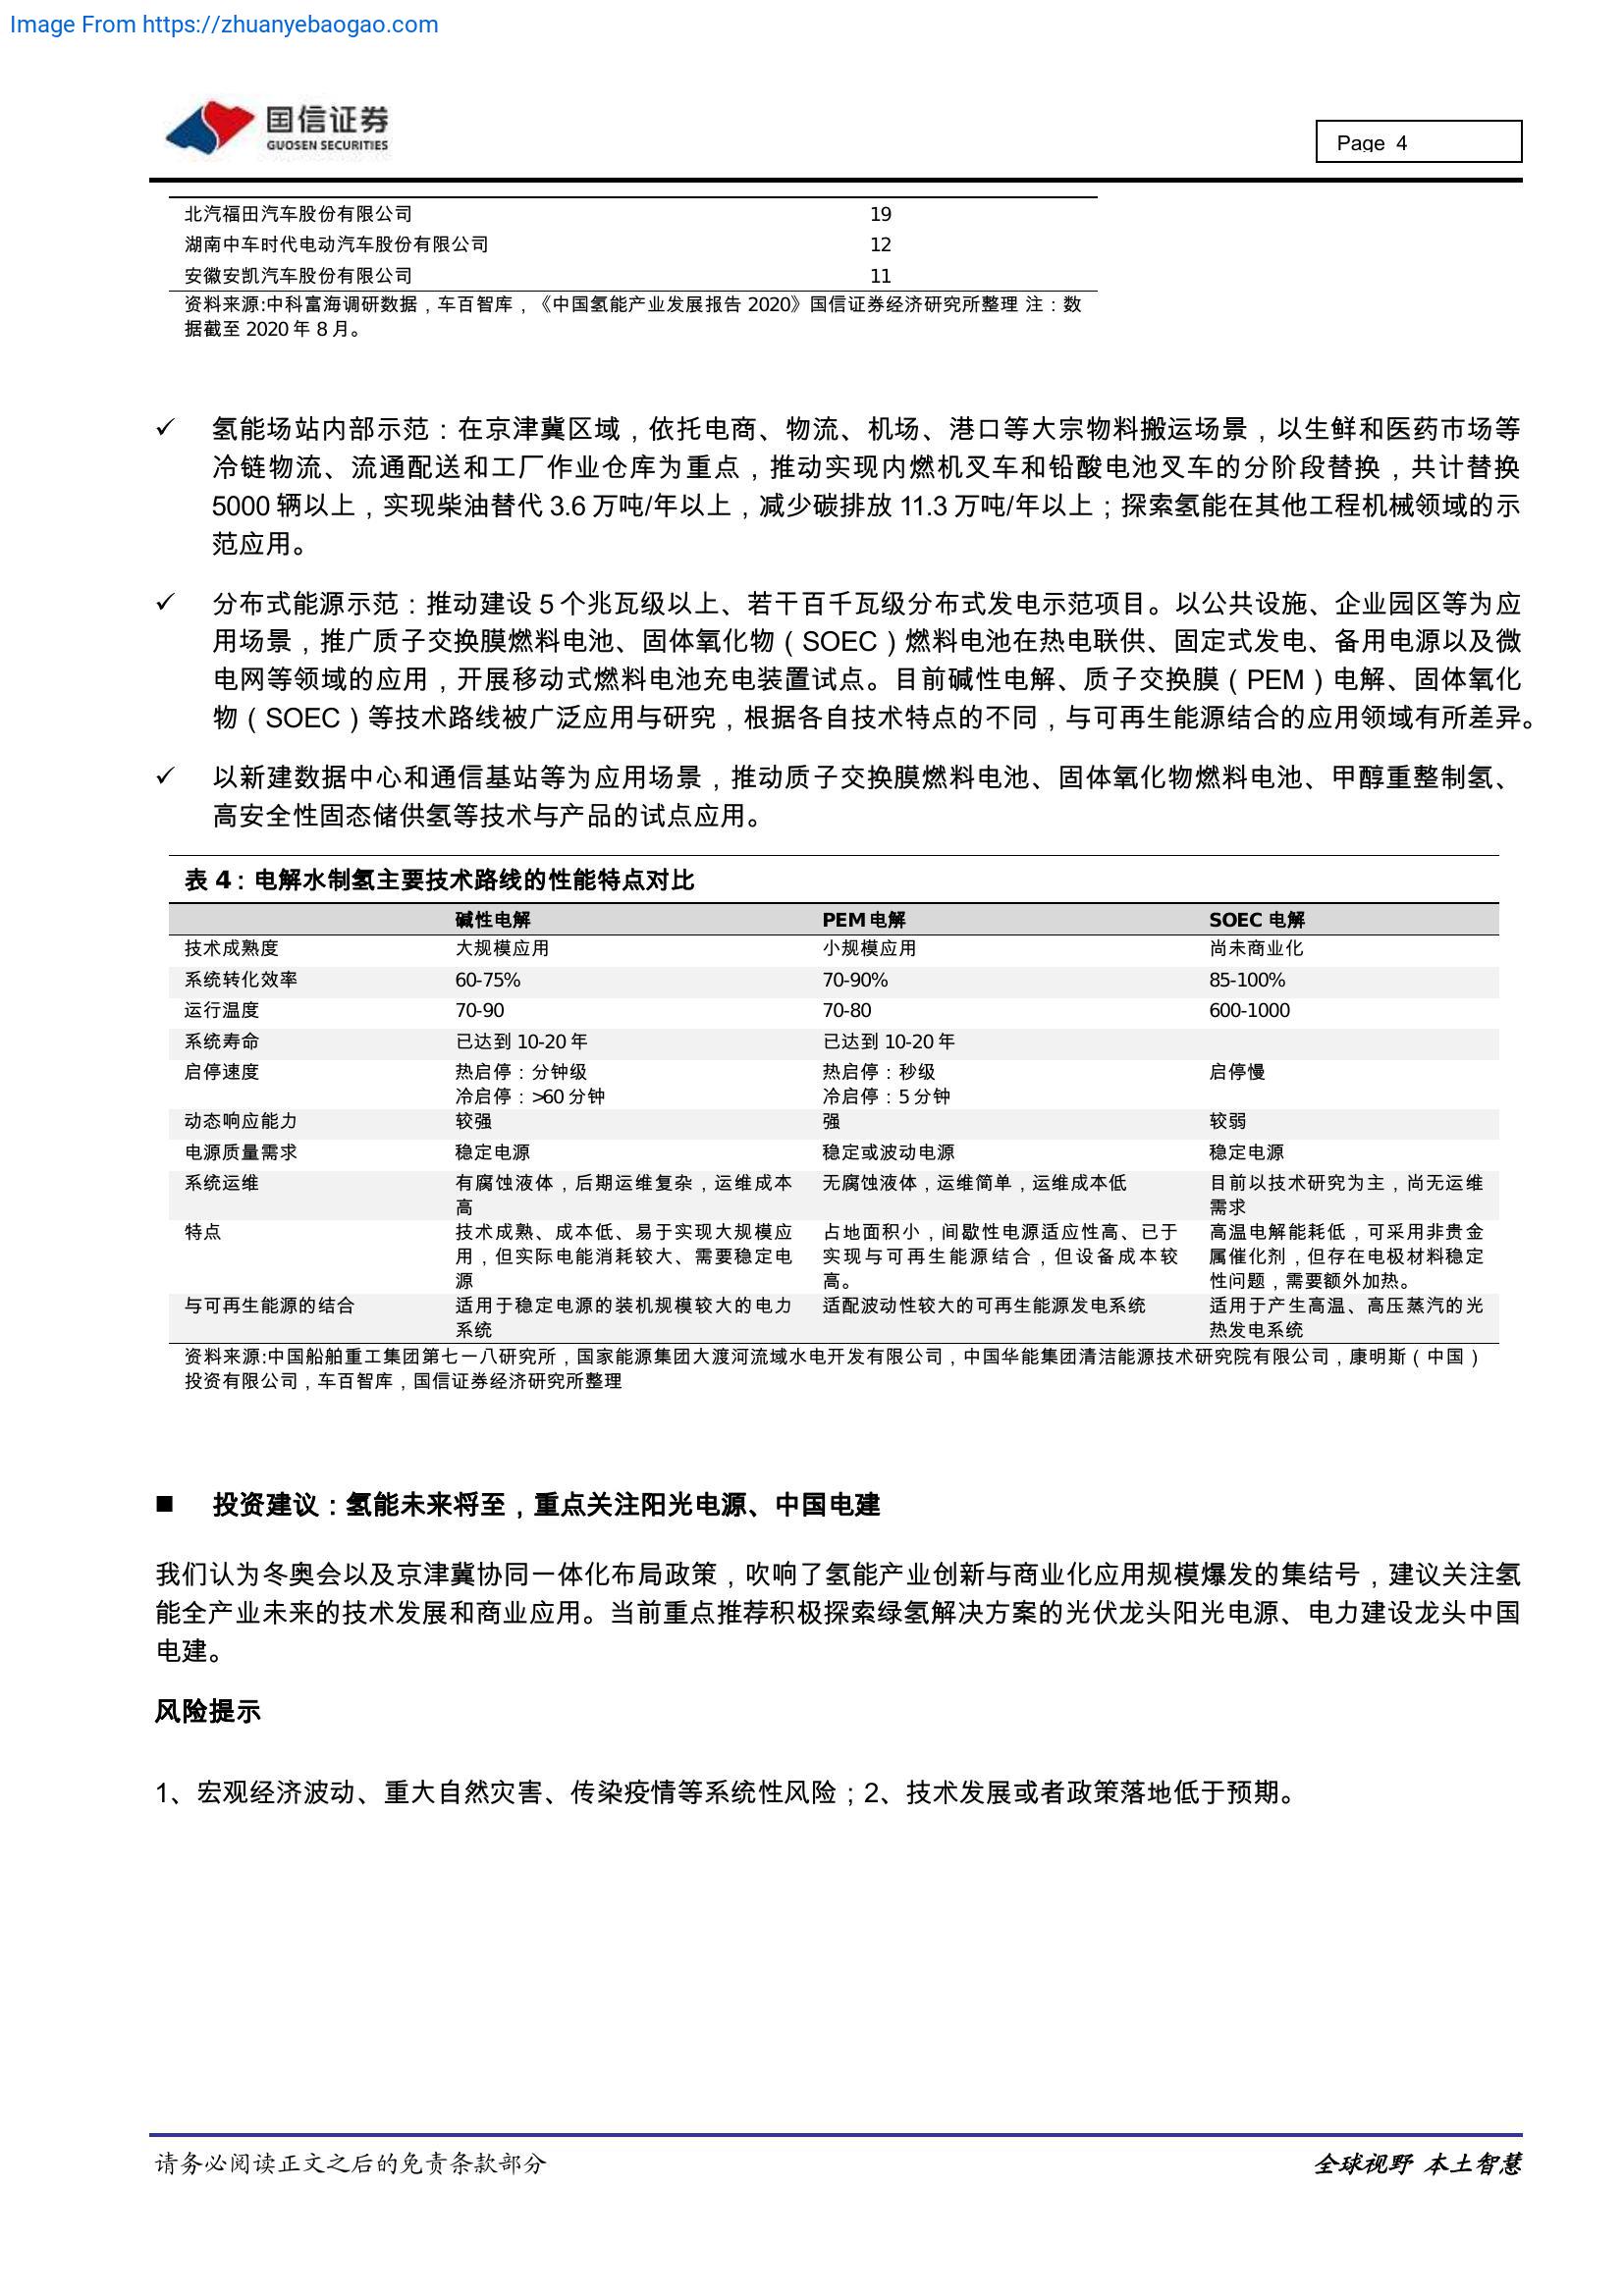 Image From https://zhuanyebaogao.com
国信证券
GUOSEN SECURITIES
Page 4
北汽福田汽车股份有限公司 19
湖南中车时代电动汽车股份有限公司 12
安徽安凯汽车股份有限公司 11
资料来源:中科富海调研数据，车百智库，《中国氢能产业发展报告 2020》国信证券经济研究所整理 注：数
据截至 2020 年 8 月。
✓ 氢能场站内部示范：在京津冀区域，依托电商、物流、机场、港口等大宗物料搬运场景，以生鲜和医药市场等
冷链物流、流通配送和工厂作业仓库为重点，推动实现内燃机叉车和铅酸电池叉车的分阶段替换，共计替换
5000 辆以上，实现柴油替代 3.6 万吨/年以上，减少碳排放 11.3 万吨/年以上；探索氢能在其他工程机械领域的示
范应用。
✓ 分布式能源示范：推动建设 5 个兆瓦级以上、若干百千瓦级分布式发电示范项目。以公共设施、企业园区等为应
用场景，推广质子交换膜燃料电池、固体氧化物（SOEC）燃料电池在热电联供、固定式发电、备用电源以及微
电网等领域的应用，开展移动式燃料电池充电装置试点。目前碱性电解、质子交换膜（PEM）电解、固体氧化
物（SOEC）等技术路线被广泛应用与研究，根据各自技术特点的不同，与可再生能源结合的应用领域有所差异。
✓ 以新建数据中心和通信基站等为应用场景，推动质子交换膜燃料电池、固体氧化物燃料电池、甲醇重整制氢、
高安全性固态储供氢等技术与产品的试点应用。
表 4：电解水制氢主要技术路线的性能特点对比
碱性电解 PEM 电解 SOEC 电解
技术成熟度 大规模应用 小规模应用 尚未商业化
系统转化效率 60-75% 70-90% 85-100%
运行温度 70-90 70-80 600-1000
系统寿命 已达到 10-20 年 已达到 10-20 年
启停速度 热启停：分钟级 热启停：秒级 启停慢
冷启停：>60 分钟 冷启停：5 分钟
动态响应能力 较强 强 较弱
电源质量需求 稳定电源 稳定或波动电源 稳定电源
系统运维 有腐蚀液体，后期运维复杂，运维成本 无腐蚀液体，运维简单，运维成本低 目前以技术研究为主，尚无运维
高 需求
特点 技术成熟、成本低、易于实现大规模应 占地面积小，间歇性电源适应性高、已于 高温电解能耗低，可采用非贵金
用，但实际电能消耗较大、需要稳定电 实现与可再生能源结合，但设备成本较 属催化剂，但存在电极材料稳定
源 高。 性问题，需要额外加热。
与可再生能源的结合 适用于稳定电源的装机规模较大的电力 适配波动性较大的可再生能源发电系统 适用于产生高温、高压蒸汽的光
系统 热发电系统
资料来源:中国船舶重工集团第七一八研究所，国家能源集团大渡河流域水电开发有限公司，中国华能集团清洁能源技术研究院有限公司，康明斯（中国）
投资有限公司，车百智库，国信证券经济研究所整理
■ 投资建议：氢能未来将至，重点关注阳光电源、中国电建
我们认为冬奥会以及京津冀协同一体化布局政策，吹响了氢能产业创新与商业化应用规模爆发的集结号，建议关注氢
能全产业未来的技术发展和商业应用。当前重点推荐积极探索绿氢解决方案的光伏龙头阳光电源、电力建设龙头中国
电建。
风险提示
1、宏观经济波动、重大自然灾害、传染疫情等系统性风险；2、技术发展或者政策落地低于预期。
请务必阅读正文之后的免责条款部分 全球视野 本土智慧